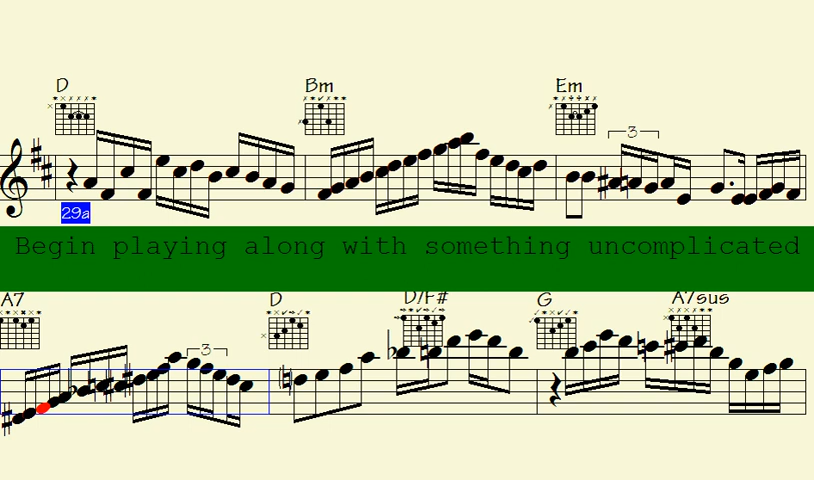 D Bm Em
3
29a
Begin playing along with something uncomplicated
A7 D D/F# G A7sus
3